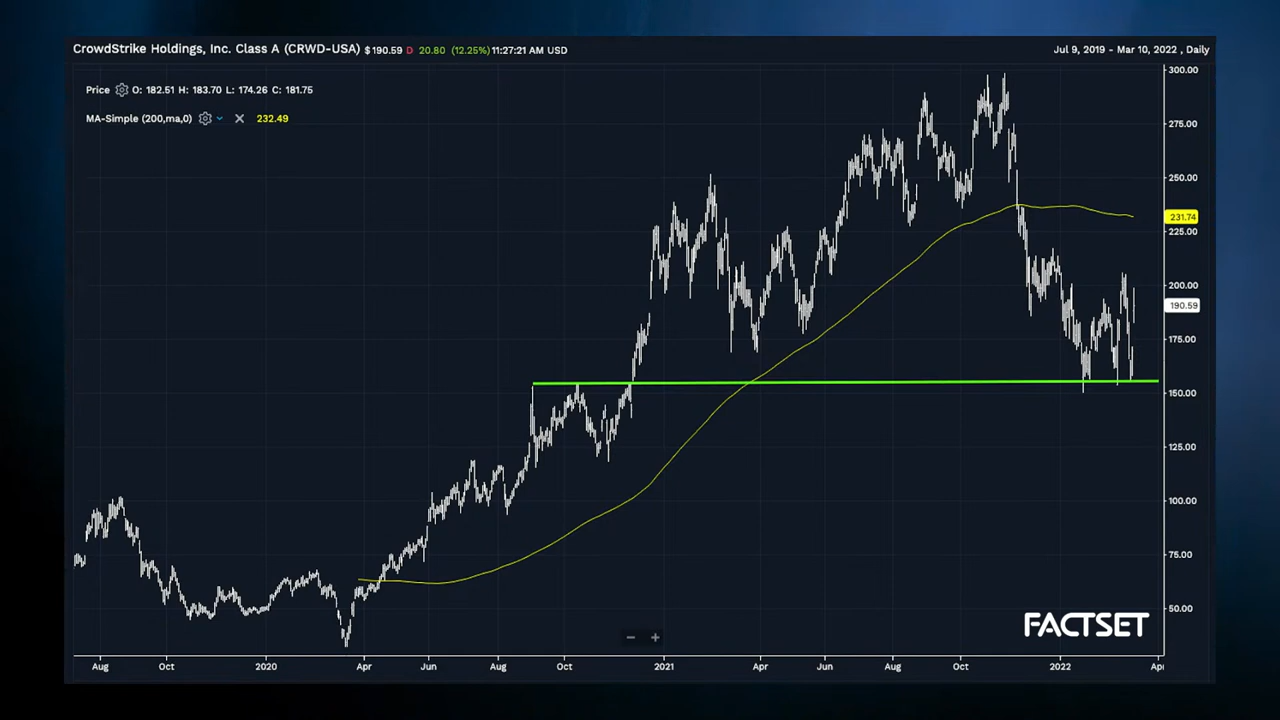 CrowdStrike Holdings, Inc. Class A (CRWD-USA) $190.59 D 20.80 (12.25%) 11:27:21 AM USD
Jul 9, 2019 - Mar 10, 2022 , Daily
Price O: 182.51 H: 183.70 L: 174.26 C: 181.75
MA-Simple (200,ma,0) 232.49
300.00
275.00
250.00
231.74
225.00
200.00
190.59
175.00
150.00
125.00
100.00
75.00
50.00
FACTSET
Aug Oct 2020 Apr Jun Aug Oct 2021 Apr Jun Aug Oct 2022 Ap